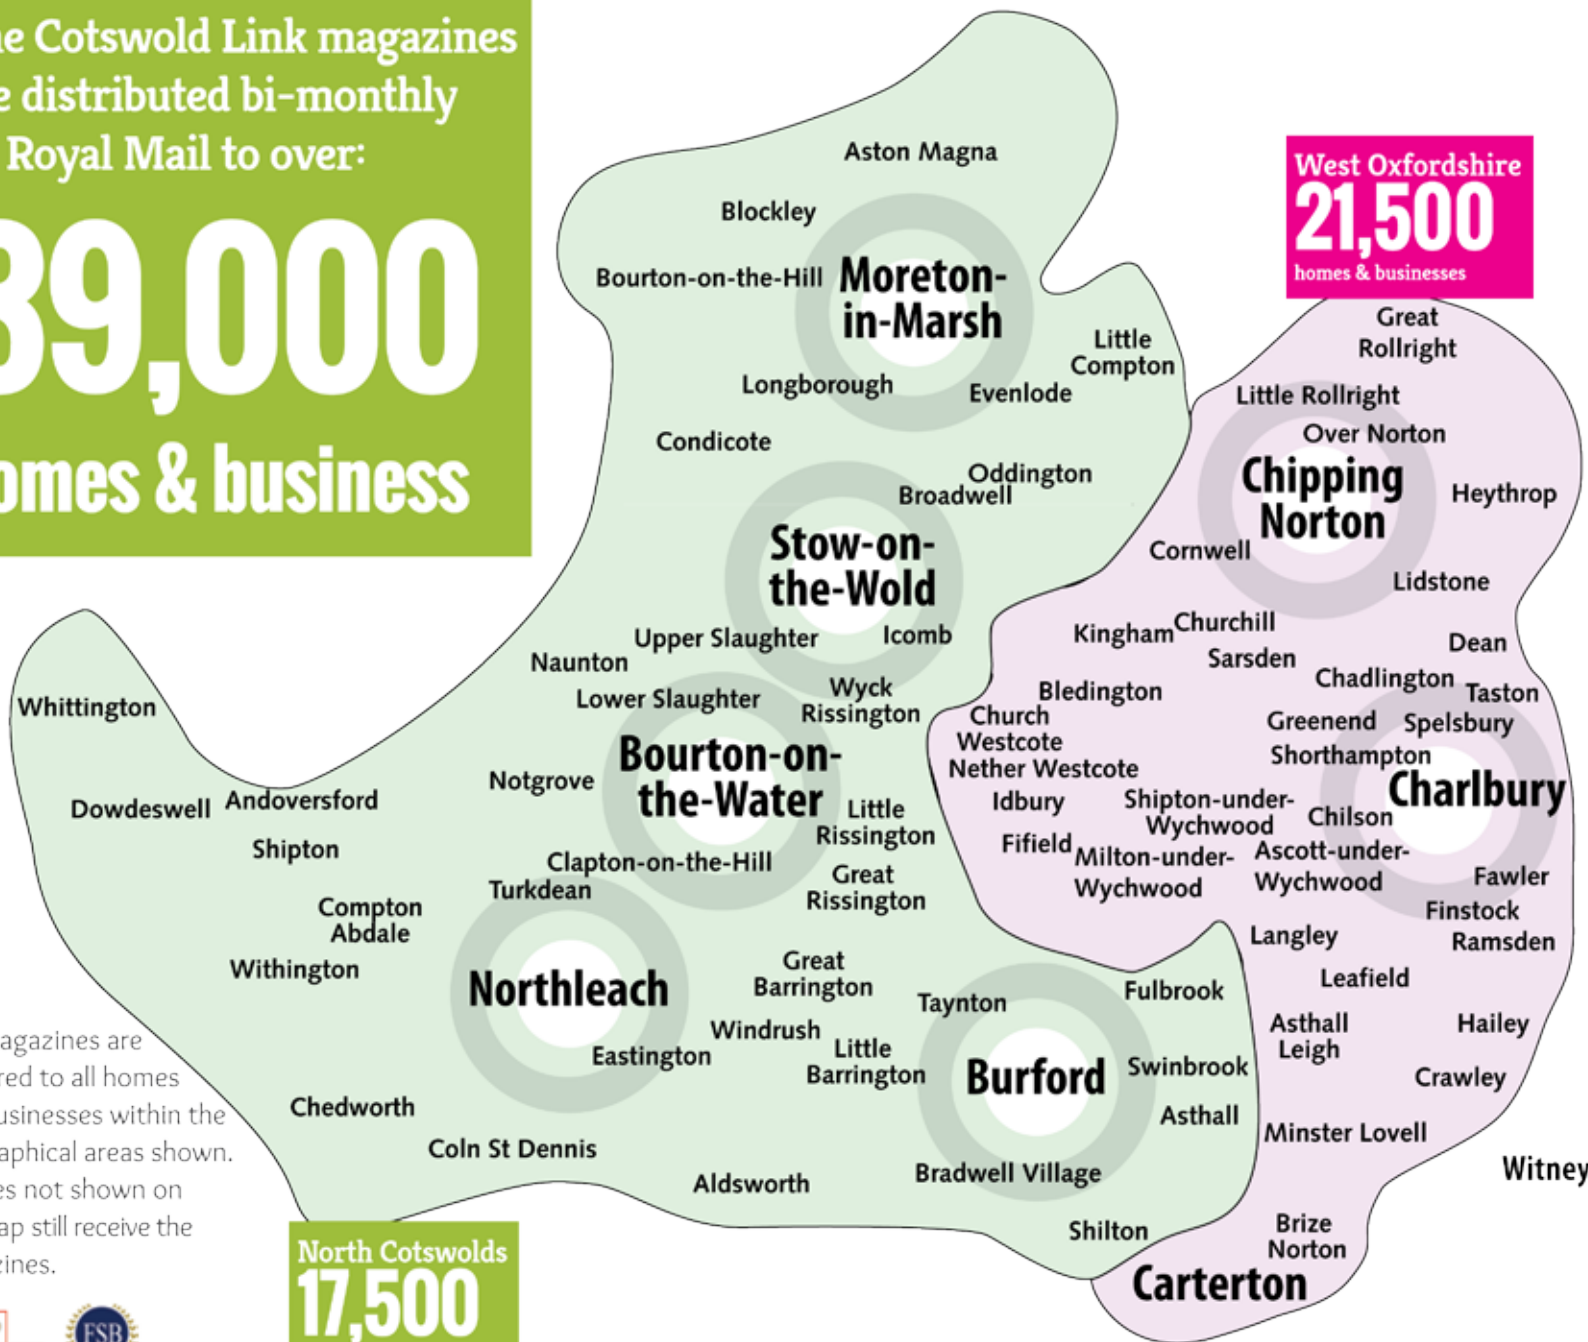 ne Cotswold Link magazines
e distributed bi-monthly
Royal Mail to over:
39,000
omes & business
West Oxfordshire
21,500
homes & businesses
Aston Magna
Blockley
Bourton-on-the-Hill
Moreton-
in-Marsh
Little
Compton
Longborough
Evenlode
Condicote
Oddington
Broadwell
Stow-on-
the-Wold
Upper Slaughter
Icomb
Naunton
Lower Slaughter
Wyck
Rissington
Whittington
Bourton-on-
the-Water
Notgrove
Dowdeswell
Andoversford
Little
Rissington
Shipton
Clapton-on-the-Hill
Turkdean
Great
Rissington
Compton
Abdale
Withington
Northleach
Great
Barrington
Taynton
Fulbrook
Windrush
Eastington
Little
Barrington
Burford
Swinbrook
Asthall
Chedworth
Coln St Dennis
Aldsworth
Bradwell Village
Shilton
Great
Rollright
Little Rollright
Over Norton
Chipping
Norton
Heythrop
Cornwell
Lidstone
Kingham
Churchill
Sarsden
Dean
Chadlington
Taston
Bledington
Church
Westcote
Greenend
Spelsbury
Shorthampton
Nether Westcote
Charlbury
Idbury
Shipton-under-
Wychwood
Chilson
Fifield
Milton-under-
Wychwood
Ascott-under-
Wychwood
Fawler
Finstock
Ramsden
Langley
Leafield
Asthall
Leigh
Hailey
Crawley
Minster Lovell
Witney
Brize
Norton
Carterton
agazines are
red to all homes
usinesses within the
aphical areas shown.
es not shown on
ap still receive the
zines.
North Cotswolds
17,500
FSB